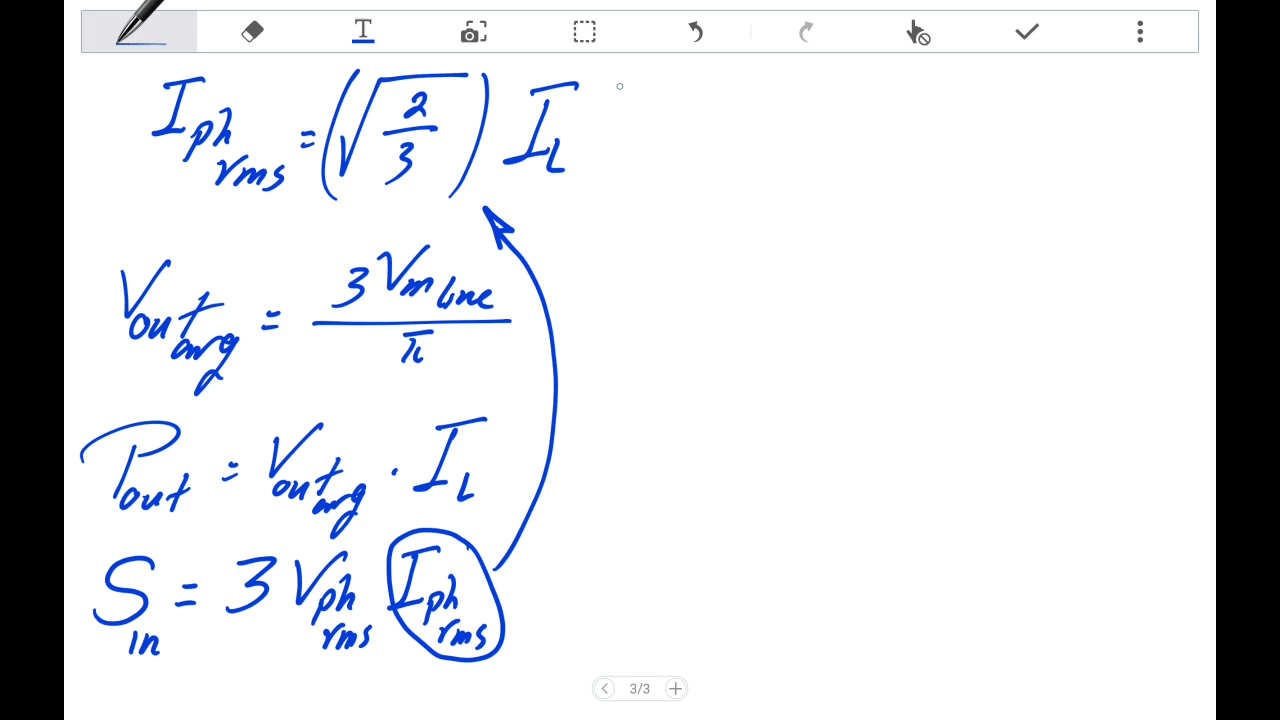 T
I_ph rms = (√(2/3)) I_L
V_out avg = 3 V_m Line / π
P_out = V_out avg · I_L
S_in = 3 V_ph rms I_ph rms
3/3